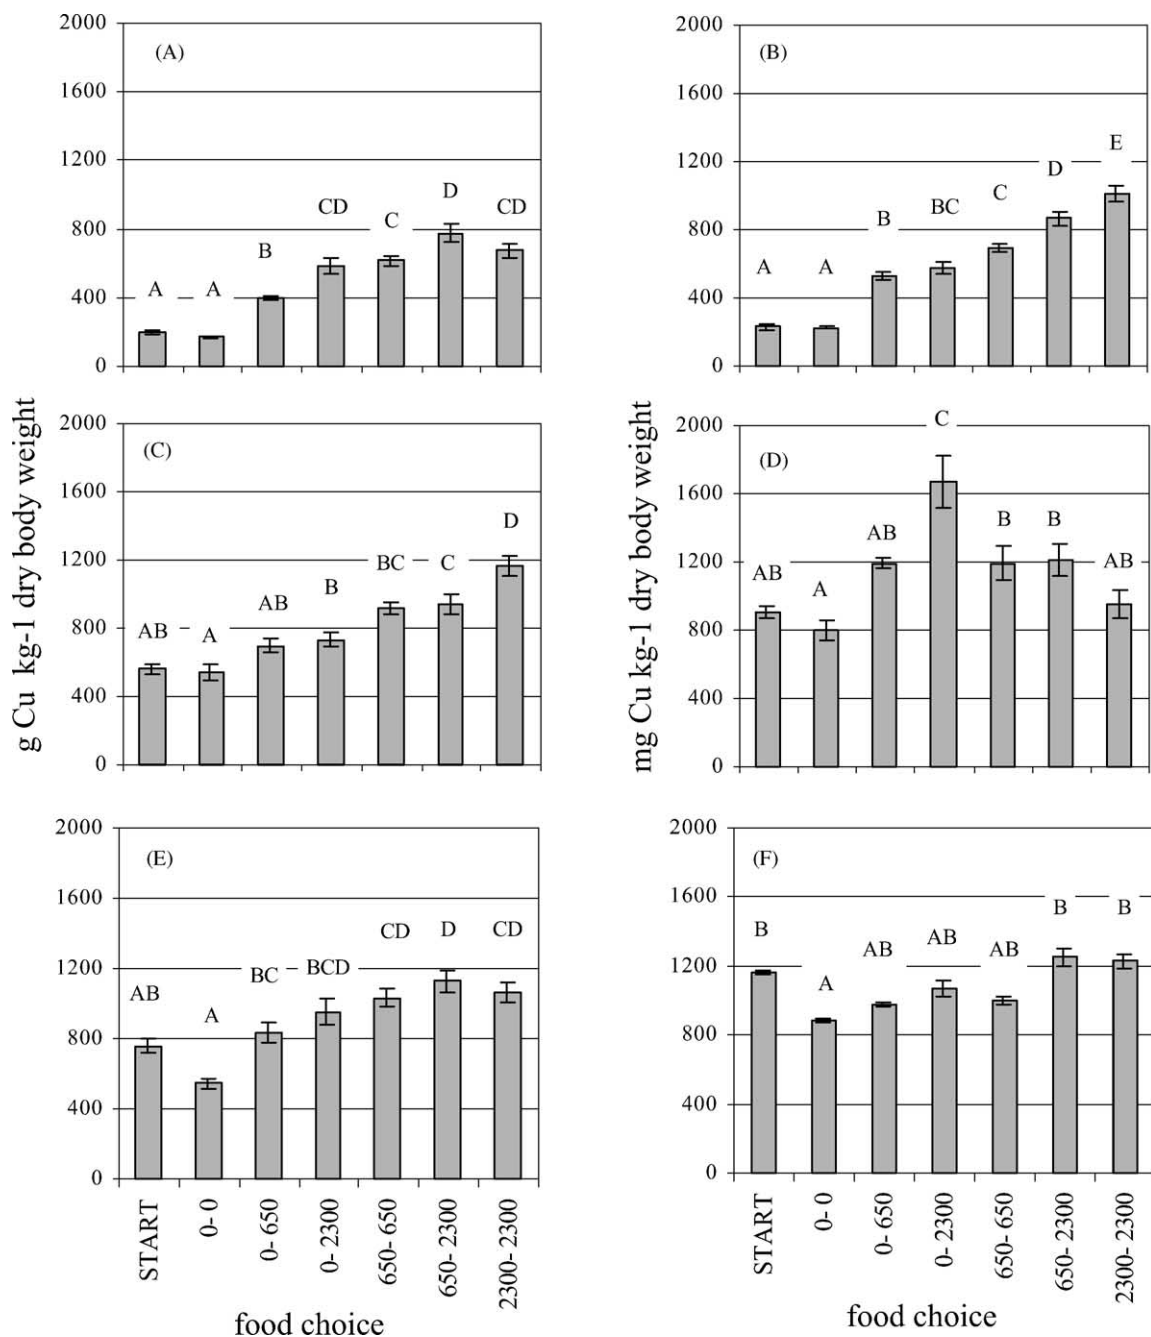 (A)
2000
1600
1200
800
400
0
A
A
B
CD
C
D
CD
(B)
2000
1600
1200
800
400
0
A
A
B
BC
C
D
E
(C)
2000
1600
1200
800
400
0
AB
A
AB
B
BC
C
D
(D)
2000
1600
1200
800
400
0
AB
A
AB
C
B
B
AB
g Cu kg-1 dry body weight
mg Cu kg-1 dry body weight
(E)
2000
1600
1200
800
400
0
AB
A
BC
BCD
CD
D
CD
START
0- 0
0- 650
0- 2300
650- 650
650- 2300
2300- 2300
food choice
(F)
2000
1600
1200
800
400
0
B
A
AB
AB
AB
B
B
START
0- 0
0- 650
0- 2300
650- 650
650- 2300
2300- 2300
food choice